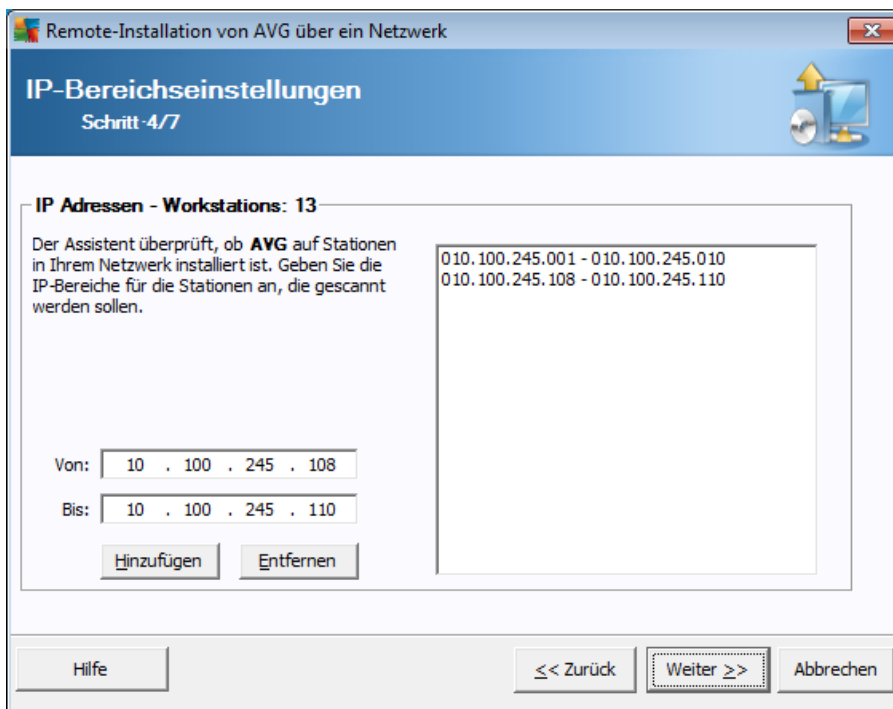 Remote-Installation von AVG über ein Netzwerk
IP-Bereichseinstellungen
Schritt-4/7
IP Adressen - Workstations: 13
Der Assistent überprüft, ob AVG auf Stationen
in Ihrem Netzwerk installiert ist. Geben Sie die
IP-Bereiche für die Stationen an, die gescannt
werden sollen.
010.100.245.001 - 010.100.245.010
010.100.245.108 - 010.100.245.110
Von: 10 . 100 . 245 . 108
Bis: 10 . 100 . 245 . 110
Hinzufügen Entfernen
Hilfe << Zurück Weiter >> Abbrechen